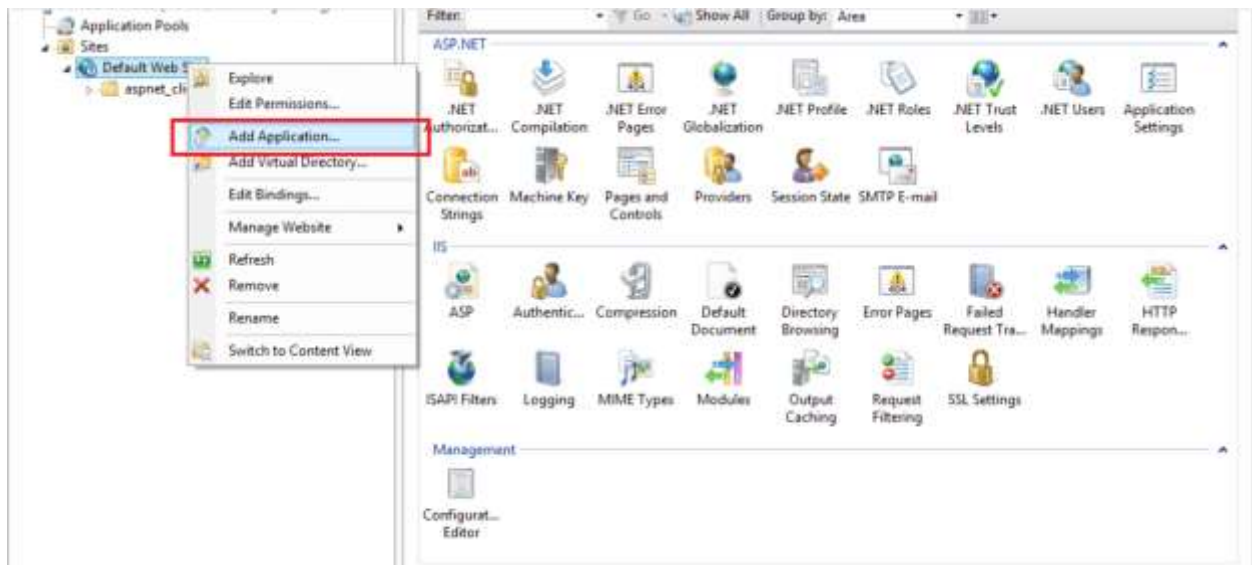 Application Pools
Sites
Default Web S
aspnet_cli
Explore
Edit Permissions...
Add Application...
Add Virtual Directory...
Edit Bindings...
Manage Website
Refresh
Remove
Rename
Switch to Content View
Filter: Go Show All Group by: Area
ASP.NET
.NET .NET .NET Error .NET .NET Profile .NET Roles .NET Trust .NET Users Application
Authorizat... Compilation Pages Globalization Levels Settings
Connection Machine Key Pages and Providers Session State SMTP E-mail
Strings Controls
IIS
ASP Authentic... Compression Default Directory Error Pages Failed Handler HTTP
Document Browsing Request Tra... Mappings Respon...
ISAPI Filters Logging MIME Types Modules Output Request SSL Settings
Caching Filtering
Management
Configurat...
Editor